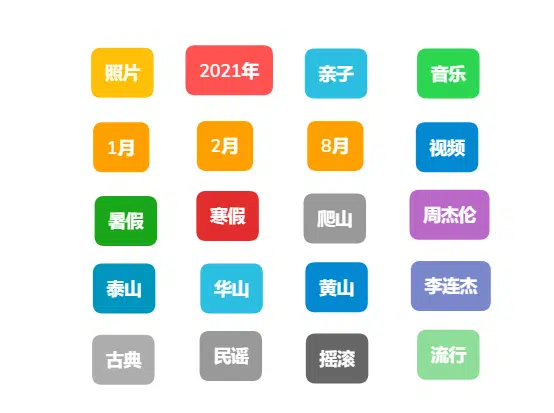 照片 2021年 亲子 音乐
1月 2月 8月 视频
暑假 寒假 爬山 周杰伦
泰山 华山 黄山 李连杰
古典 民谣 摇滚 流行